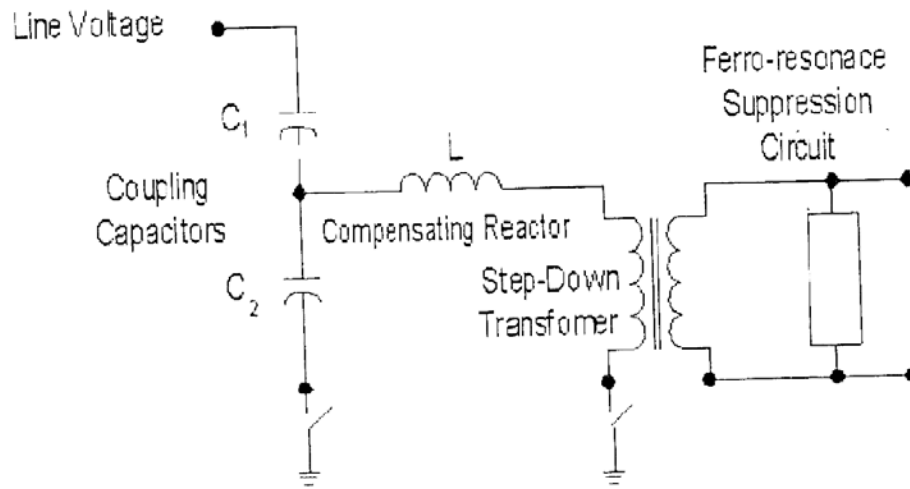 Line Voltage
C1
Coupling
Capacitors
C2
L
Compensating Reactor
Step-Down
Transfomer
Ferro-resonace
Suppression
Circuit